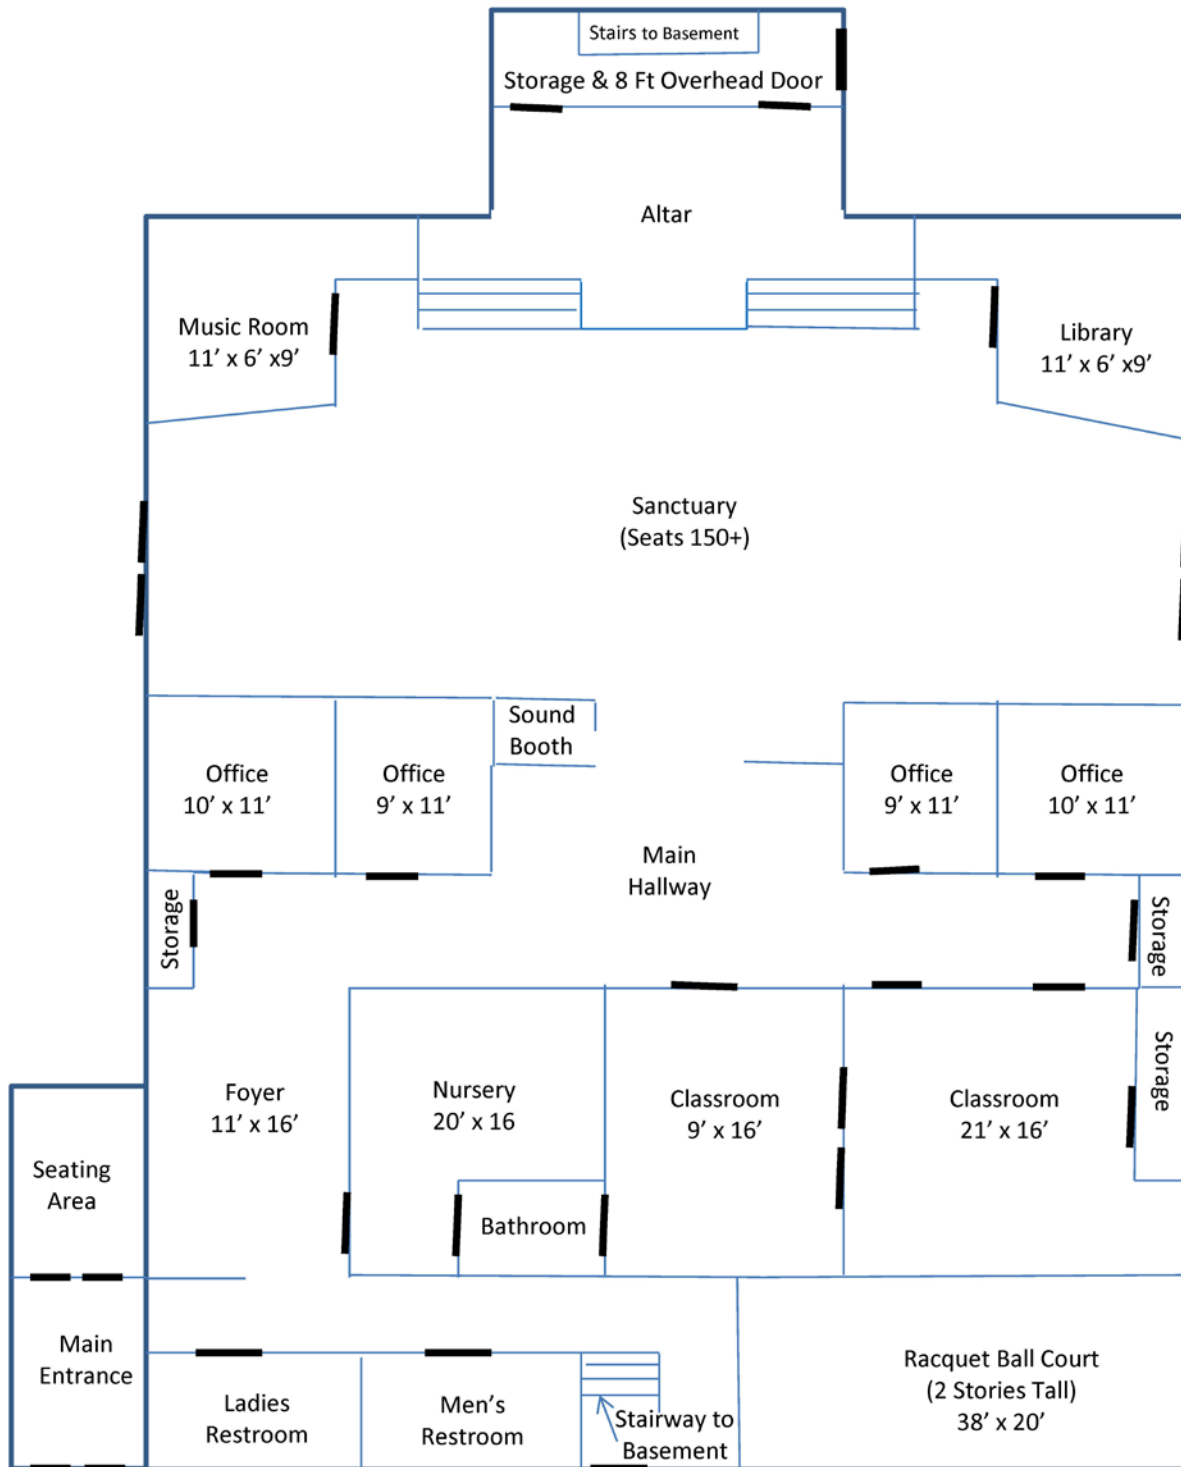 Stairs to Basement
Storage & 8 Ft Overhead Door
Altar
Music Room
11’ x 6’ x9’
Library
11’ x 6’ x9’
Sanctuary
(Seats 150+)
Sound
Booth
Office
10’ x 11’
Office
9’ x 11’
Office
9’ x 11’
Office
10’ x 11’
Main
Hallway
Storage
Storage
Storage
Foyer
11’ x 16’
Nursery
20’ x 16
Classroom
9’ x 16’
Classroom
21’ x 16’
Seating
Area
Bathroom
Main
Entrance
Ladies
Restroom
Men’s
Restroom
Stairway to
Basement
Racquet Ball Court
(2 Stories Tall)
38’ x 20’